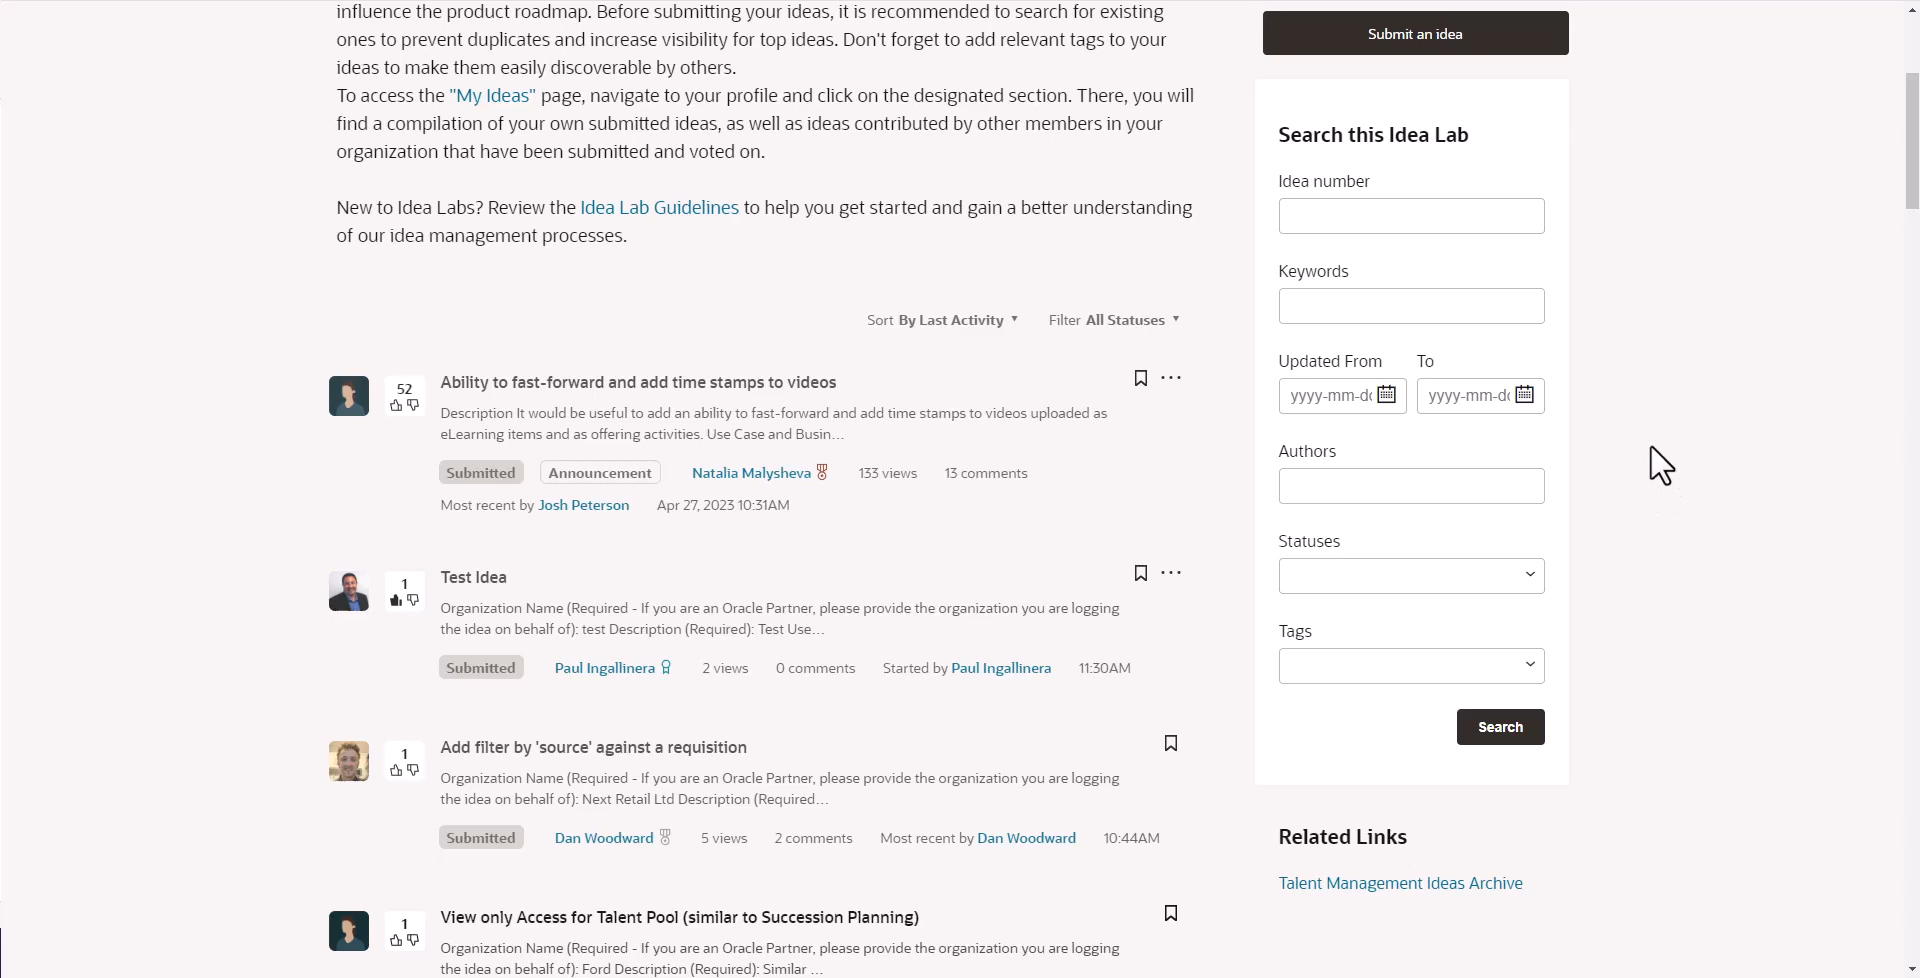 influence the product roadmap. Before submitting your ideas, it is recommended to search for existing
ones to prevent duplicates and increase visibility for top ideas. Don't forget to add relevant tags to your
ideas to make them easily discoverable by others.
To access the "My Ideas" page, navigate to your profile and click on the designated section. There, you will
find a compilation of your own submitted ideas, as well as ideas contributed by other members in your
organization that have been submitted and voted on.
New to Idea Labs? Review the Idea Lab Guidelines to help you get started and gain a better understanding
of our idea management processes.
Sort By Last Activity Filter All Statuses
52
Ability to fast-forward and add time stamps to videos
Description It would be useful to add an ability to fast-forward and add time stamps to videos uploaded as
eLearning items and as offering activities. Use Case and Busin…
Submitted Announcement Natalia Malysheva 133 views 13 comments
Most recent by Josh Peterson Apr 27, 2023 10:31AM
1
Test Idea
Organization Name (Required - If you are an Oracle Partner, please provide the organization you are logging
the idea on behalf of): test Description (Required): Test Use…
Submitted Paul Ingallinera 2 views 0 comments Started by Paul Ingallinera 11:30AM
1
Add filter by 'source' against a requisition
Organization Name (Required - If you are an Oracle Partner, please provide the organization you are logging
the idea on behalf of): Next Retail Ltd Description (Required…
Submitted Dan Woodward 5 views 2 comments Most recent by Dan Woodward 10:44AM
1
View only Access for Talent Pool (similar to Succession Planning)
Organization Name (Required - If you are an Oracle Partner, please provide the organization you are logging
the idea on behalf of): Ford Description (Required): Similar …
Submit an idea
Search this Idea Lab
Idea number
Keywords
Updated From To
yyyy-mm-dd yyyy-mm-dd
Authors
Statuses
Tags
Search
Related Links
Talent Management Ideas Archive